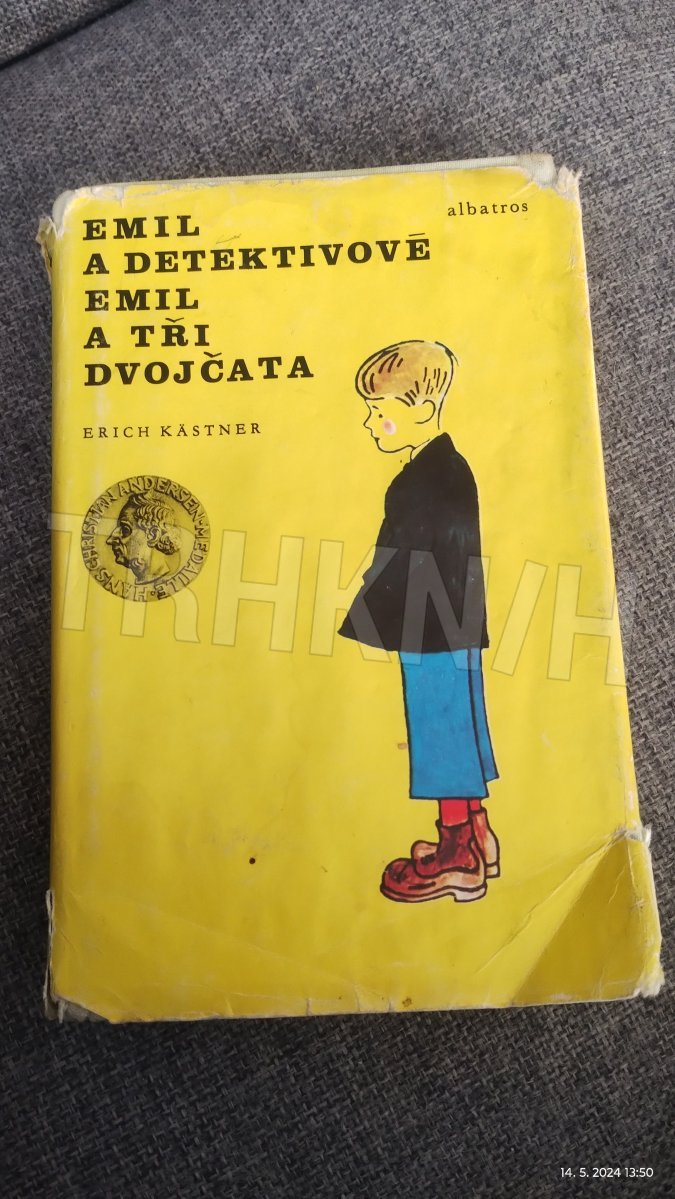 albatros
EMIL
A DETEKTIVOVÉ
EMIL
A TŘI
DVOJČATA
ERICH KÄSTNER
HANS·CHRISTIAN·ANDERSEN·MEDAILLE·
TRHKNIH
14. 5. 2024 13:50